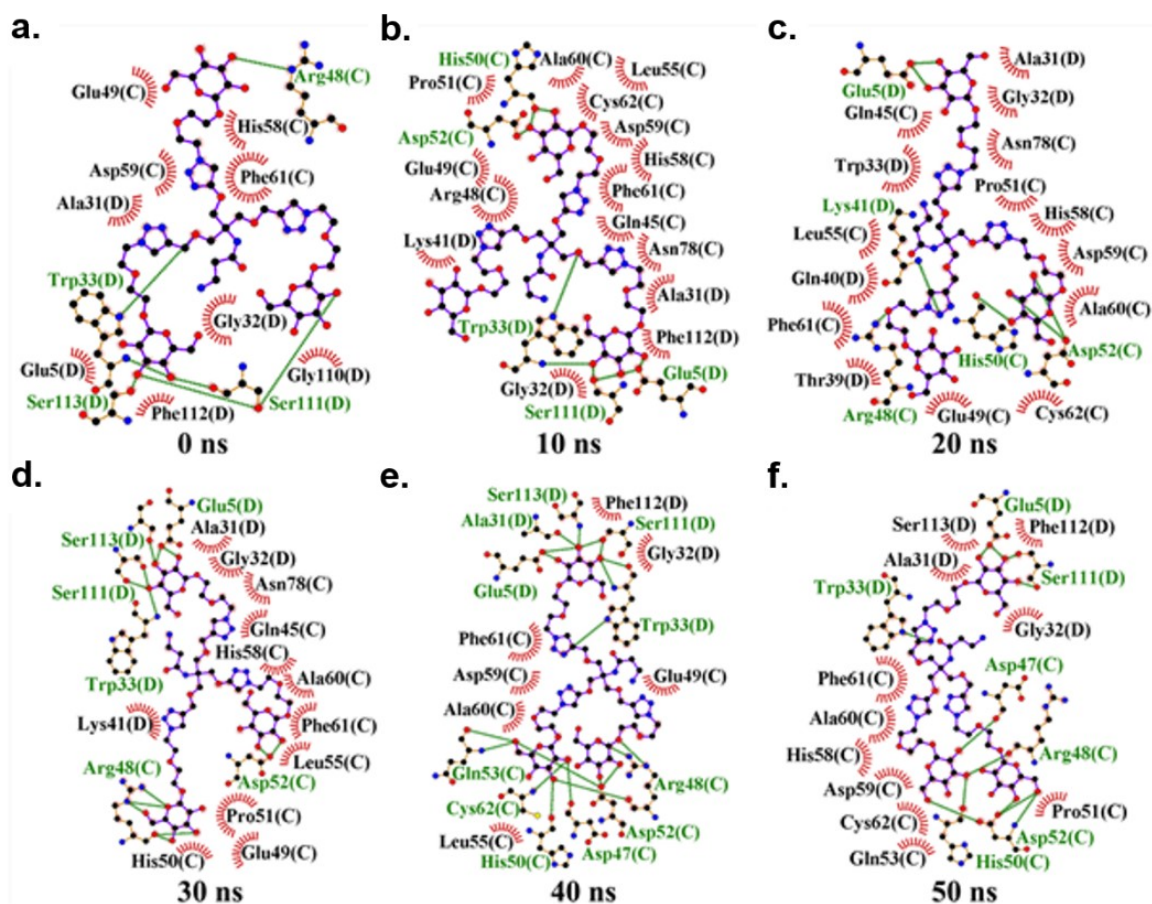 a.
Arg48(C)
Glu49(C)
His58(C)
Asp59(C)
Phe61(C)
Ala31(D)
Trp33(D)
Gly32(D)
Glu5(D)
Gly110(D)
Ser113(D)
Ser111(D)
Phe112(D)
0 ns
b.
His50(C)
Ala60(C)
Leu55(C)
Pro51(C)
Cys62(C)
Asp52(C)
Asp59(C)
Glu49(C)
His58(C)
Arg48(C)
Phe61(C)
Gln45(C)
Lys41(D)
Asn78(C)
Ala31(D)
Trp33(D)
Phe112(D)
Gly32(D)
Glu5(D)
Ser111(D)
10 ns
c.
Ala31(D)
Glu5(D)
Gly32(D)
Gln45(C)
Asn78(C)
Trp33(D)
Pro51(C)
Lys41(D)
His58(C)
Leu55(C)
Asp59(C)
Gln40(D)
Ala60(C)
Phe61(C)
His50(C)
Asp52(C)
Thr39(D)
Arg48(C)
Glu49(C)
Cys62(C)
20 ns
d.
Glu5(D)
Ala31(D)
Ser113(D)
Gly32(D)
Asn78(C)
Ser111(D)
Gln45(C)
His58(C)
Trp33(D)
Ala60(C)
Lys41(D)
Phe61(C)
Leu55(C)
Arg48(C)
Asp52(C)
Pro51(C)
His50(C)
Glu49(C)
30 ns
e.
Ser113(D)
Phe112(D)
Ala31(D)
Ser111(D)
Gly32(D)
Glu5(D)
Trp33(D)
Phe61(C)
Asp59(C)
Glu49(C)
Ala60(C)
Gln53(C)
Arg48(C)
Cys62(C)
Asp52(C)
Leu55(C)
Asp47(C)
His50(C)
40 ns
f.
Glu5(D)
Ser113(D)
Phe112(D)
Ala31(D)
Ser111(D)
Trp33(D)
Gly32(D)
Asp47(C)
Phe61(C)
Ala60(C)
Arg48(C)
His58(C)
Asp59(C)
Pro51(C)
Cys62(C)
Asp52(C)
Gln53(C)
His50(C)
50 ns